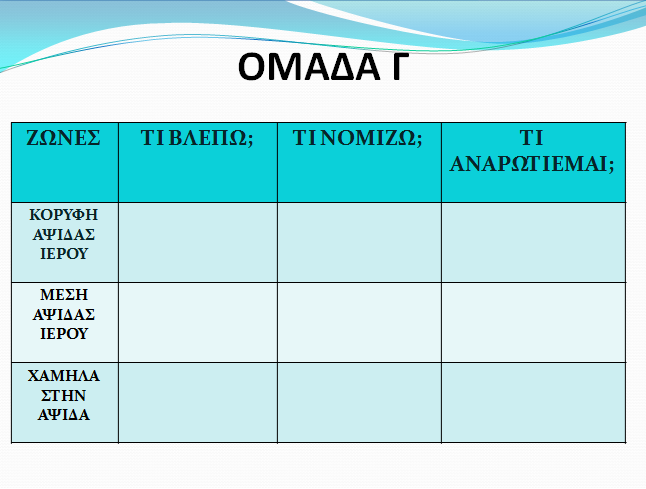 ΟΜΑΔΑ Γ
ΖΩΝΕΣ
ΤΙ ΒΛΕΠΩ;
ΤΙ ΝΟΜΙΖΩ;
ΤΙ
ΑΝΑΡΩΤΙΕΜΑΙ;
ΚΟΡΥΦΗ
ΑΨΙΔΑΣ
ΙΕΡΟΥ
ΜΕΣΗ
ΑΨΙΔΑΣ
ΙΕΡΟΥ
ΧΑΜΗΛΑ
ΣΤΗΝ
ΑΨΙΔΑ